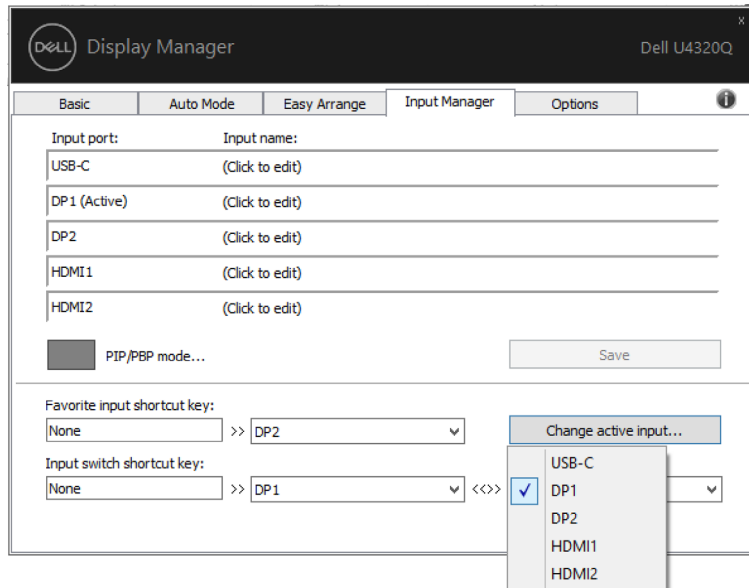 x
DELL Display Manager Dell U4320Q
Basic Auto Mode Easy Arrange Input Manager Options i
Input port: Input name:
USB-C (Click to edit)
DP1 (Active) (Click to edit)
DP2 (Click to edit)
HDMI1 (Click to edit)
HDMI2 (Click to edit)
PIP/PBP mode... Save
Favorite input shortcut key:
None >> DP2 Change active input...
Input switch shortcut key:
None >> DP1 <<>>
USB-C
DP1
DP2
HDMI1
HDMI2